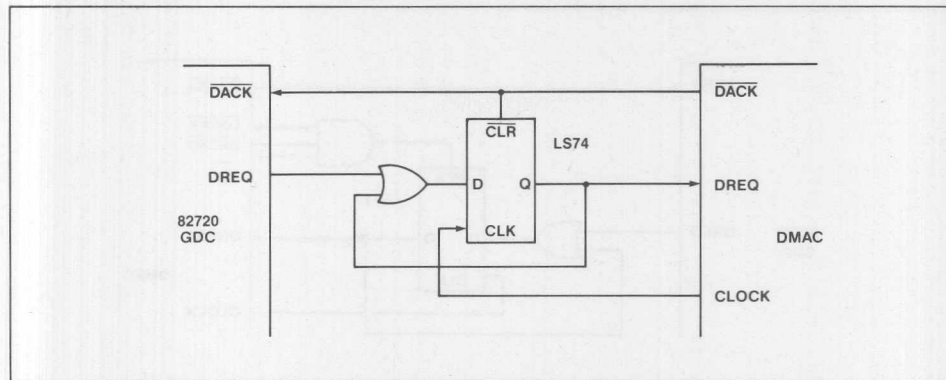 DACK
DACK
CLR
LS74
DREQ
D
Q
DREQ
82720
GDC
CLK
DMAC
CLOCK